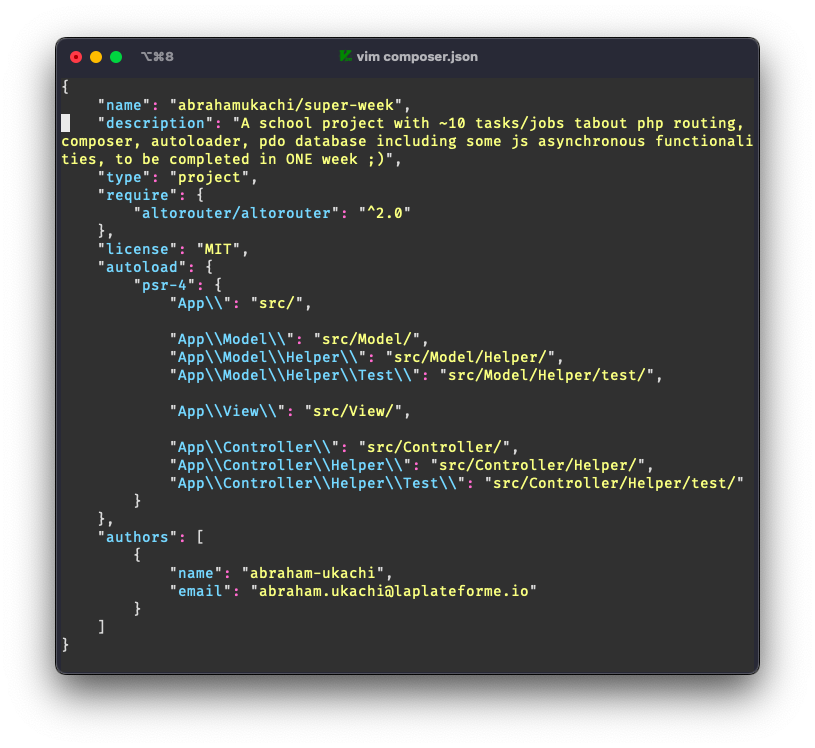 ⌥⌘8
vim composer.json
{
    "name": "abrahamukachi/super-week",
    "description": "A school project with ~10 tasks/jobs tabout php routing,
composer, autoloader, pdo database including some js asynchronous functionali
ties, to be completed in ONE week ;)",
    "type": "project",
    "require": {
        "altorouter/altorouter": "^2.0"
    },
    "license": "MIT",
    "autoload": {
        "psr-4": {
            "App\\": "src/",
            "App\\Model\\": "src/Model/",
            "App\\Model\\Helper\\": "src/Model/Helper/",
            "App\\Model\\Helper\\Test\\": "src/Model/Helper/test/",
            "App\\View\\": "src/View/",
            "App\\Controller\\": "src/Controller/",
            "App\\Controller\\Helper\\": "src/Controller/Helper/",
            "App\\Controller\\Helper\\Test\\": "src/Controller/Helper/test/"
        }
    },
    "authors": [
        {
            "name": "abraham-ukachi",
            "email": "abraham.ukachi@laplateforme.io"
        }
    ]
}